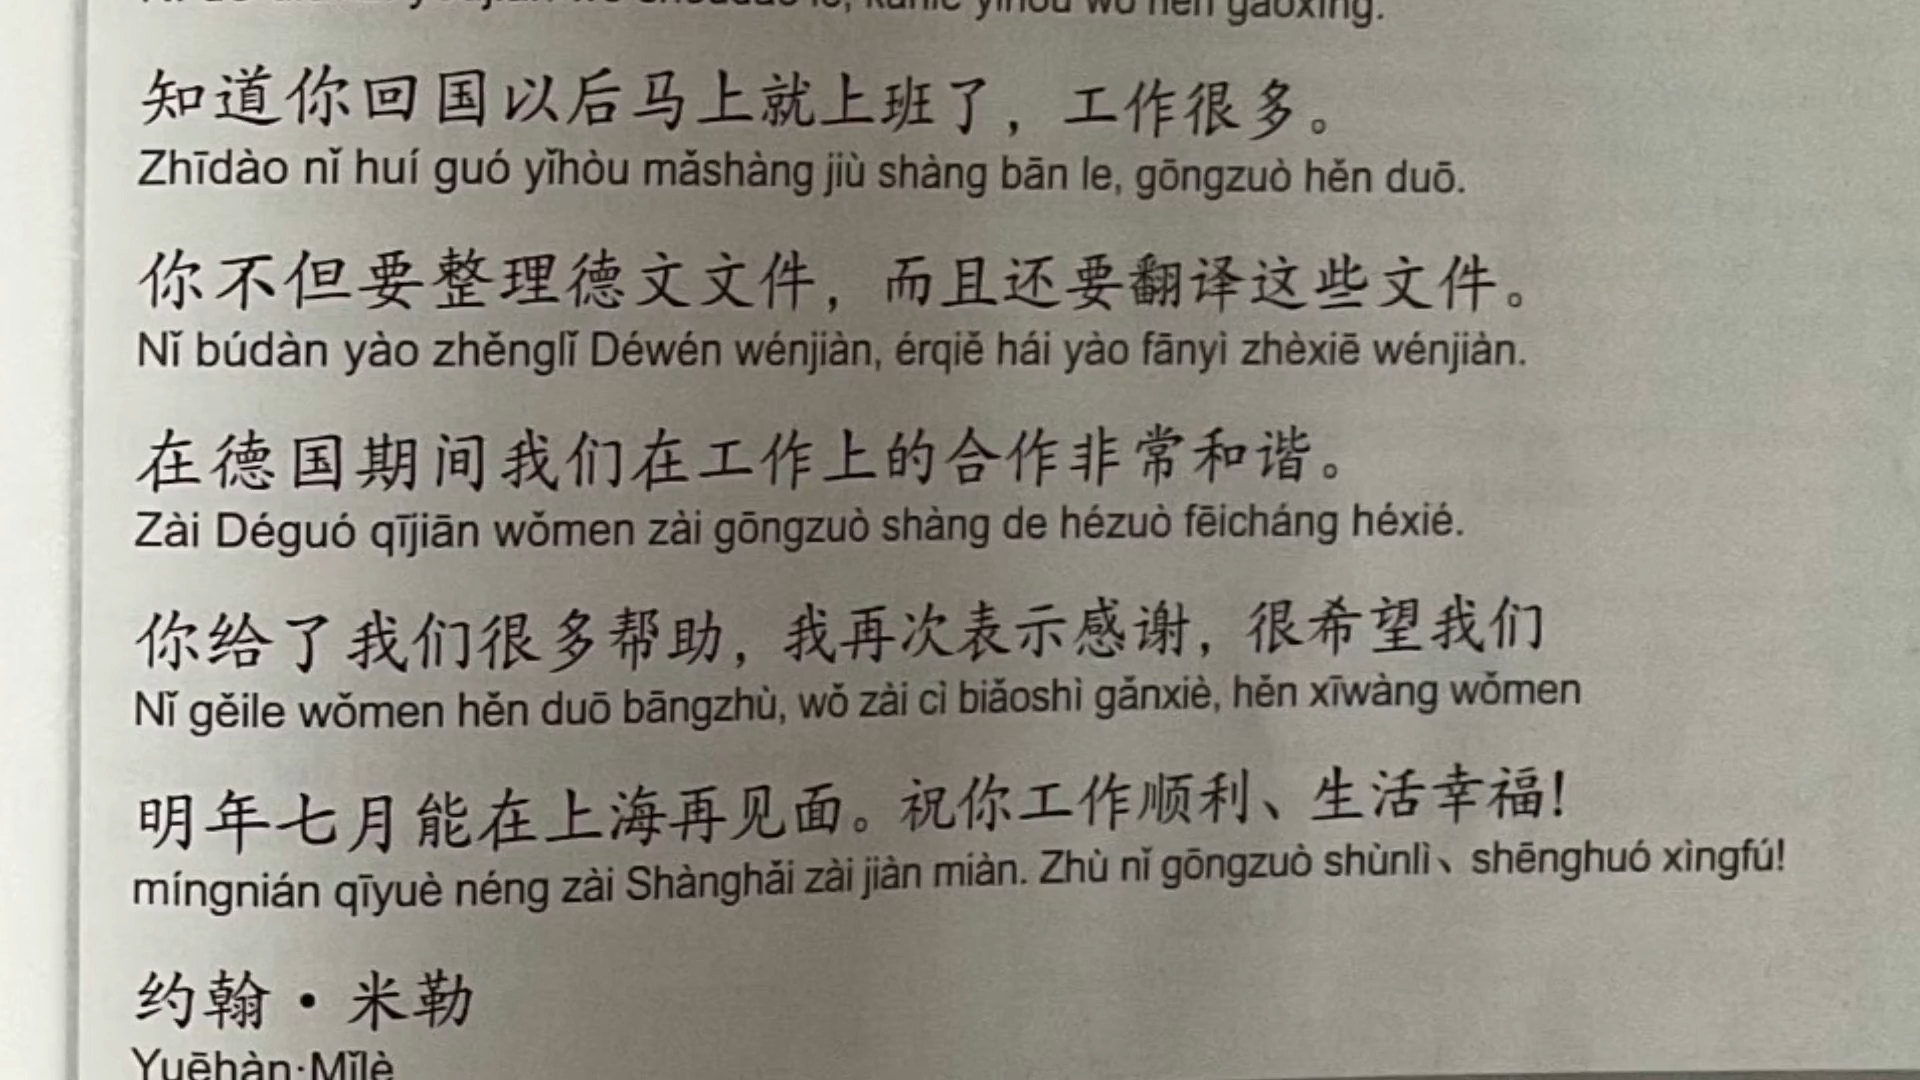 kànle yǐhòu wǒ hěn gāoxìng.
知道你回国以后马上就上班了，工作很多。
Zhīdào nǐ huí guó yǐhòu mǎshàng jiù shàng bān le, gōngzuò hěn duō.
你不但要整理德文文件，而且还要翻译这些文件。
Nǐ búdàn yào zhěnglǐ Déwén wénjiàn, érqiě hái yào fānyì zhèxiē wénjiàn.
在德国期间我们在工作上的合作非常和谐。
Zài Déguó qījiān wǒmen zài gōngzuò shàng de hézuò fēicháng héxié.
你给了我们很多帮助，我再次表示感谢，很希望我们
Nǐ gěile wǒmen hěn duō bāngzhù, wǒ zài cì biǎoshì gǎnxiè, hěn xīwàng wǒmen
明年七月能在上海再见面。祝你工作顺利、生活幸福！
míngnián qīyuè néng zài Shànghǎi zài jiàn miàn. Zhù nǐ gōngzuò shùnlì、shēnghuó xìngfú!
约翰·米勒
Yuēhàn·Mǐlè